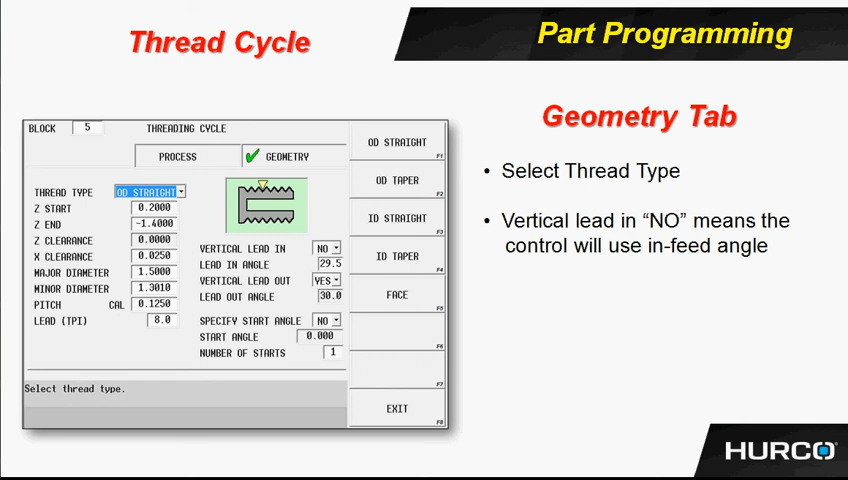 Thread Cycle
Part Programming
BLOCK 5 THREADING CYCLE
PROCESS
GEOMETRY
THREAD TYPE OD STRAIGHT
Z START 0.2000
Z END -1.4000
Z CLEARANCE 0.0000
X CLEARANCE 0.0250
MAJOR DIAMETER 1.5000
MINOR DIAMETER 1.3010
PITCH CAL 0.1250
LEAD (TPI) 8.0
VERTICAL LEAD IN NO
LEAD IN ANGLE 29.5
VERTICAL LEAD OUT YES
LEAD OUT ANGLE 30.0
SPECIFY START ANGLE NO
START ANGLE 0.000
NUMBER OF STARTS 1
Select thread type.
OD STRAIGHT F1
OD TAPER F2
ID STRAIGHT F3
ID TAPER F4
FACE F5
F6
F7
EXIT F8
Geometry Tab
• Select Thread Type
• Vertical lead in “NO” means the
control will use in-feed angle
HURCO